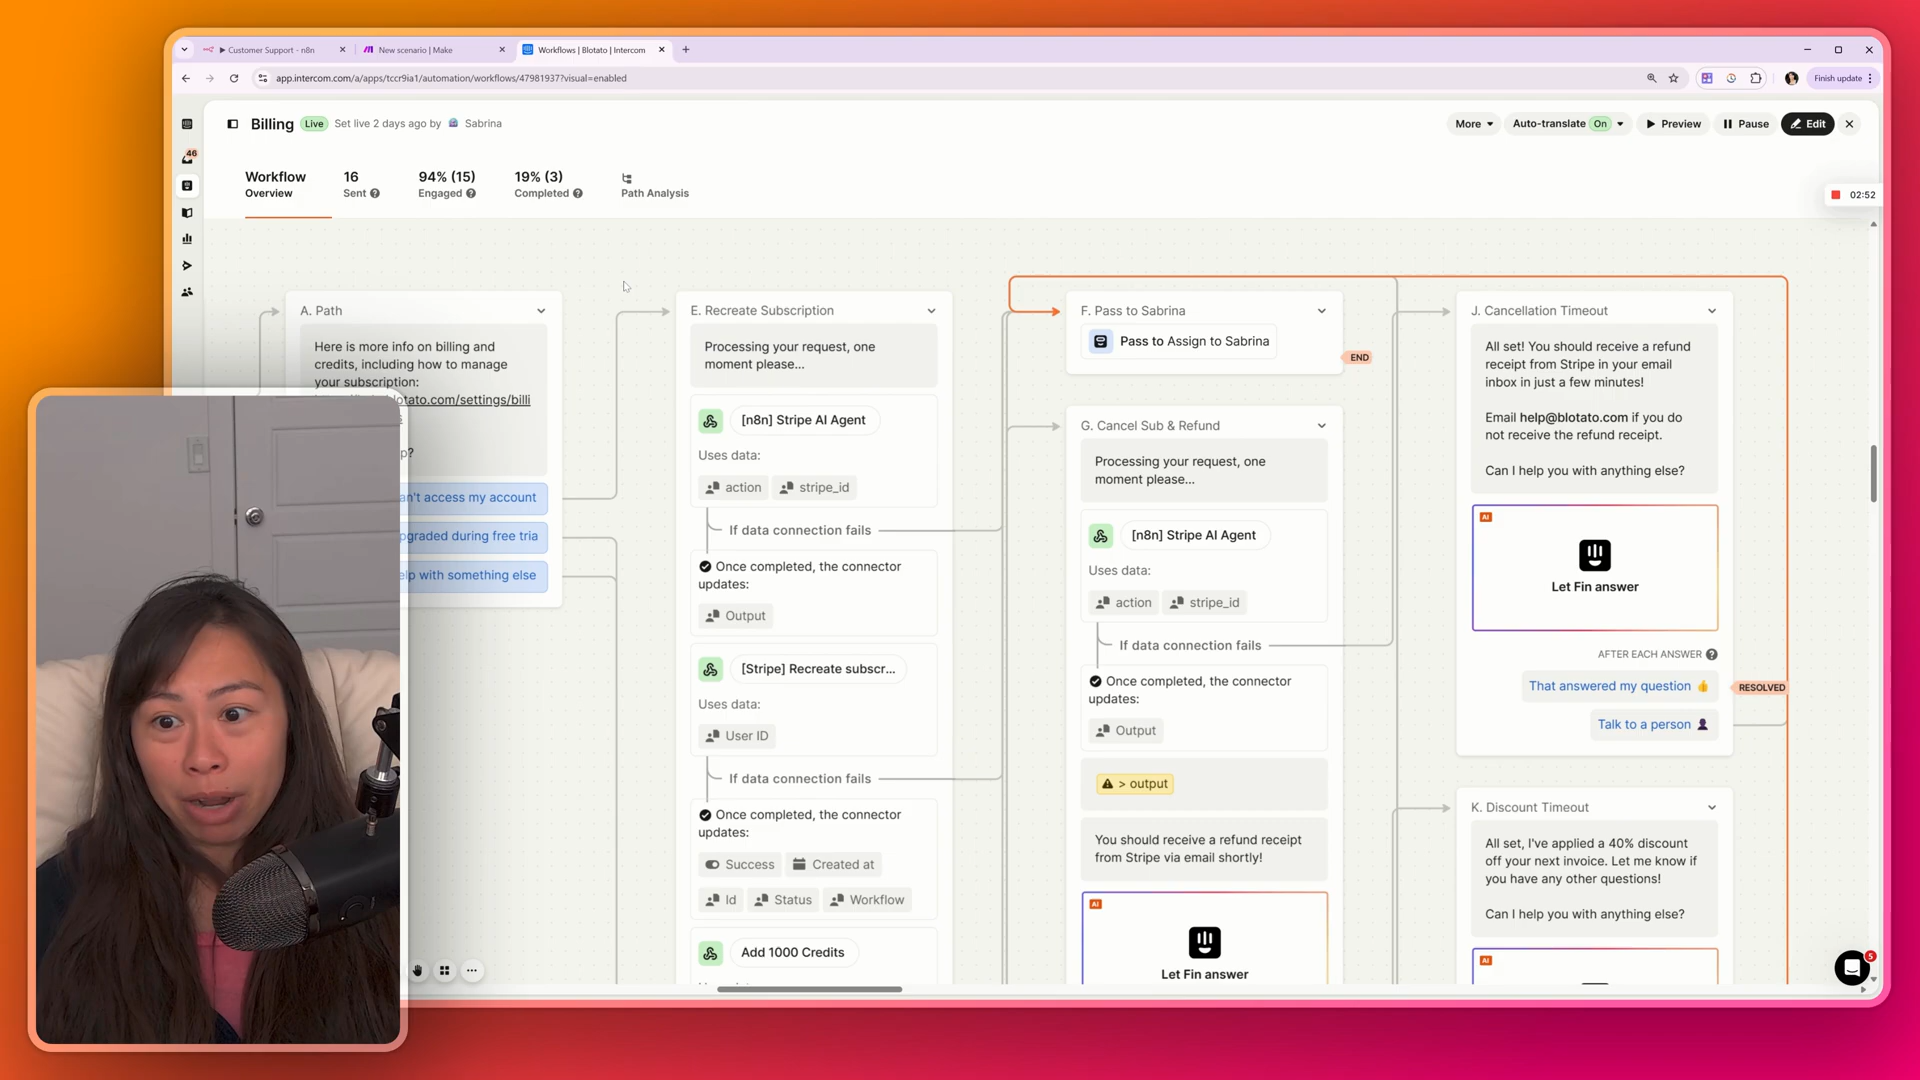 Customer Support - n8n
New scenario | Make
Workflows | Blotato | Intercom
app.intercom.com/a/apps/tccr9ia1/automation/workflows/47981937?visual=enabled
Finish update
46
Billing
Live
Set live 2 days ago by
Sabrina
More
Auto-translate
On
Preview
Pause
Edit
Workflow
Overview
16
Sent
94% (15)
Engaged
19% (3)
Completed
Path Analysis
02:52
A. Path
Here is more info on billing and
credits, including how to manage
your subscription:
otato.com/settings/billi
s
p?
n't access my account
pgraded during free tria
elp with something else
E. Recreate Subscription
Processing your request, one
moment please...
[n8n] Stripe AI Agent
Uses data:
action
stripe_id
If data connection fails
Once completed, the connector
updates:
Output
[Stripe] Recreate subscr...
Uses data:
User ID
If data connection fails
Once completed, the connector
updates:
Success
Created at
Id
Status
Workflow
Add 1000 Credits
F. Pass to Sabrina
Pass to Assign to Sabrina
END
G. Cancel Sub & Refund
Processing your request, one
moment please...
[n8n] Stripe AI Agent
Uses data:
action
stripe_id
If data connection fails
Once completed, the connector
updates:
Output
> output
You should receive a refund receipt
from Stripe via email shortly!
AI
Let Fin answer
J. Cancellation Timeout
All set! You should receive a refund
receipt from Stripe in your email
inbox in just a few minutes!
Email help@blotato.com if you do
not receive the refund receipt.
Can I help you with anything else?
AI
Let Fin answer
AFTER EACH ANSWER
That answered my question 👍
RESOLVED
Talk to a person 👤
K. Discount Timeout
All set, I've applied a 40% discount
off your next invoice. Let me know if
you have any other questions!
Can I help you with anything else?
AI
5